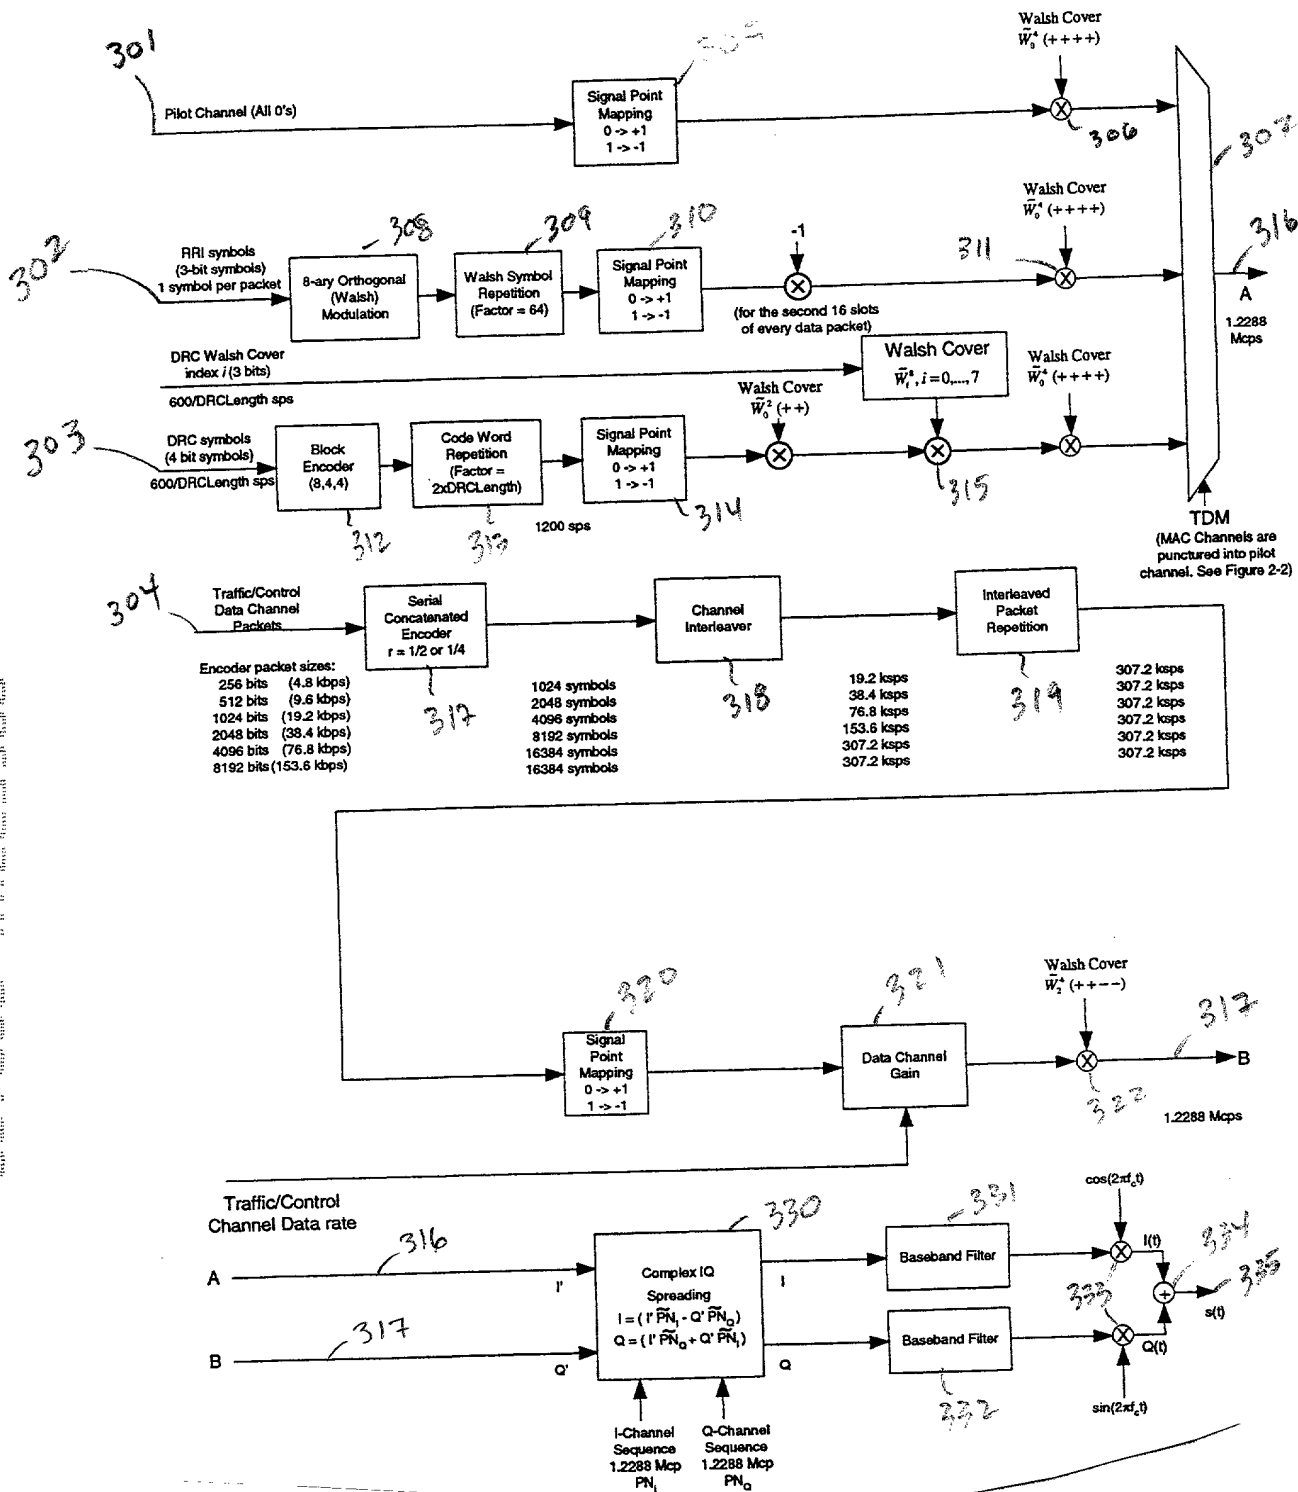 301
Pilot Channel (All 0's)
305
Signal Point
Mapping
0 -> +1
1 -> -1
Walsh Cover
W̃₀⁴ (++++)
306
307
302
RRI synbols
(3-bit symbols)
1 symbol per packet
308
8-ary Orthogonal
(Walsh)
Modulation
309
Walsh Symbol
Repetition
(Factor = 64)
310
Signal Point
Mapping
0 -> +1
1 -> -1
-1
(for the second 16 slots
of every data packet)
311
Walsh Cover
W̃₀⁴ (++++)
316
A
1.2288
Mcps
DRC Walsh Cover
index i (3 bits)
600/DRCLength sps
Walsh Cover
W̃ᵢ⁸, i=0,...,7
303
DRC symbols
(4 bit symbols)
600/DRCLength sps
Block
Encoder
(8,4,4)
312
Code Word
Repetition
(Factor =
2xDRCLength)
313
1200 sps
Signal Point
Mapping
0 -> +1
1 -> -1
314
Walsh Cover
W̃₀² (++)
315
Walsh Cover
W̃₀⁴ (++++)
TDM
(MAC Channels are
punctured into pilot
channel. See Figure 2-2)
304
Traffic/Control
Data Channel
Packets
Serial
Concatenated
Encoder
r = 1/2 or 1/4
317
Channel
Interleaver
318
Interleaved
Packet
Repetition
319
Encoder packet sizes:
256 bits (4.8 kbps)
512 bits (9.6 kbps)
1024 bits (19.2 kbps)
2048 bits (38.4 kbps)
4096 bits (76.8 kbps)
8192 bits (153.6 kbps)
1024 symbols
2048 symbols
4096 symbols
8192 symbols
16384 symbols
16384 symbols
19.2 ksps
38.4 ksps
76.8 ksps
153.6 ksps
307.2 ksps
307.2 ksps
307.2 ksps
307.2 ksps
307.2 ksps
307.2 ksps
307.2 ksps
307.2 ksps
320
Signal
Point
Mapping
0 -> +1
1 -> -1
321
Data Channel
Gain
Walsh Cover
W̃₂⁴ (++--)
322
317
B
1.2288 Mcps
Traffic/Control
Channel Data rate
A
316
I'
B
317
Q'
330
Complex IQ
Spreading
I = (I' P̃Ñᵢ - Q' P̃Ñ_Q)
Q = (I' P̃Ñ_Q + Q' P̃Ñᵢ)
I
Q
331
Baseband Filter
Baseband Filter
332
cos(2πf_c t)
333
I(t)
Q(t)
sin(2πf_c t)
334
335
s(t)
I-Channel
Sequence
1.2288 Mcp
PNᵢ
Q-Channel
Sequence
1.2288 Mcp
PN_Q